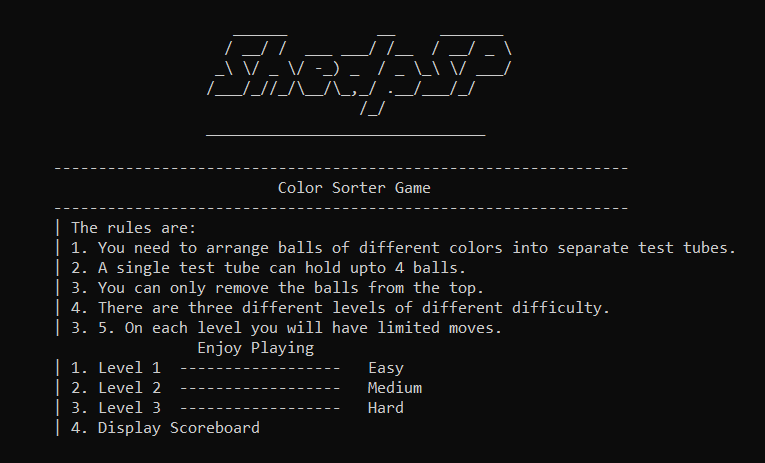 Color Sorter Game
| The rules are:
| 1. You need to arrange balls of different colors into separate test tubes.
| 2. A single test tube can hold upto 4 balls.
| 3. You can only remove the balls from the top.
| 4. There are three different levels of different difficulty.
| 3. 5. On each level you will have limited moves.
Enjoy Playing
| 1. Level 1 ------------------ Easy
| 2. Level 2 ------------------ Medium
| 3. Level 3 ------------------ Hard
| 4. Display Scoreboard